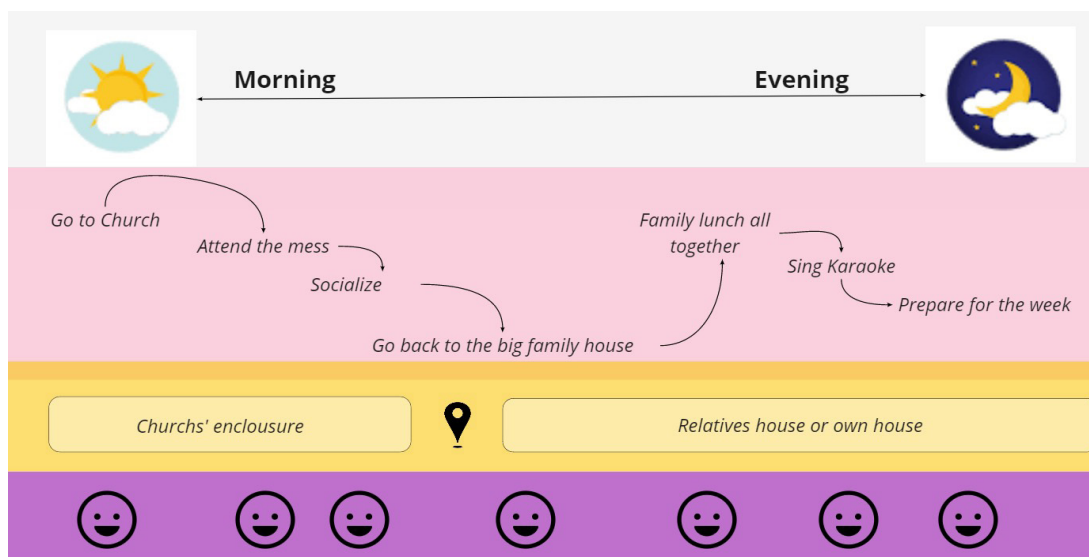 Morning
Evening
Go to Church
Attend the mess
Socialize
Go back to the big family house
Family lunch all
together
Sing Karaoke
Prepare for the week
Churchs' enclousure
Relatives house or own house